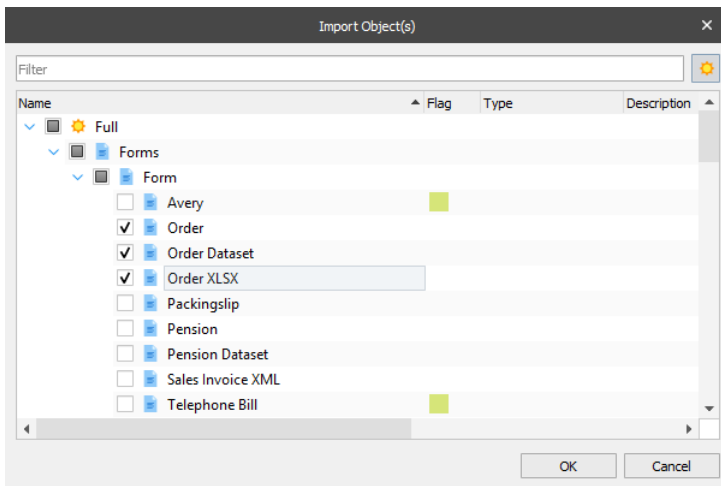 Import Object(s)
Filter
Name Flag Type Description
Full
Forms
Form
Avery
Order
Order Dataset
Order XLSX
Packingslip
Pension
Pension Dataset
Sales Invoice XML
Telephone Bill
OK Cancel